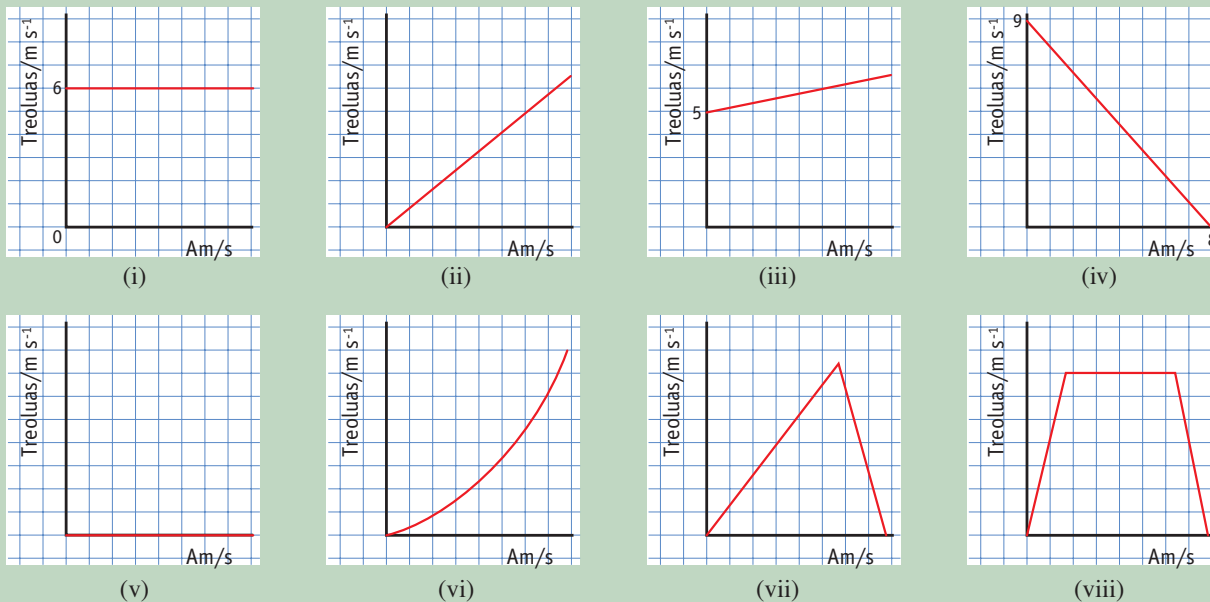 Treoluas/m s⁻¹
6
0
Am/s
(i)
Treoluas/m s⁻¹
Am/s
(ii)
Treoluas/m s⁻¹
5
Am/s
(iii)
Treoluas/m s⁻¹
9
Am/s
(iv)
Treoluas/m s⁻¹
Am/s
(v)
Treoluas/m s⁻¹
Am/s
(vi)
Treoluas/m s⁻¹
Am/s
(vii)
Treoluas/m s⁻¹
Am/s
(viii)